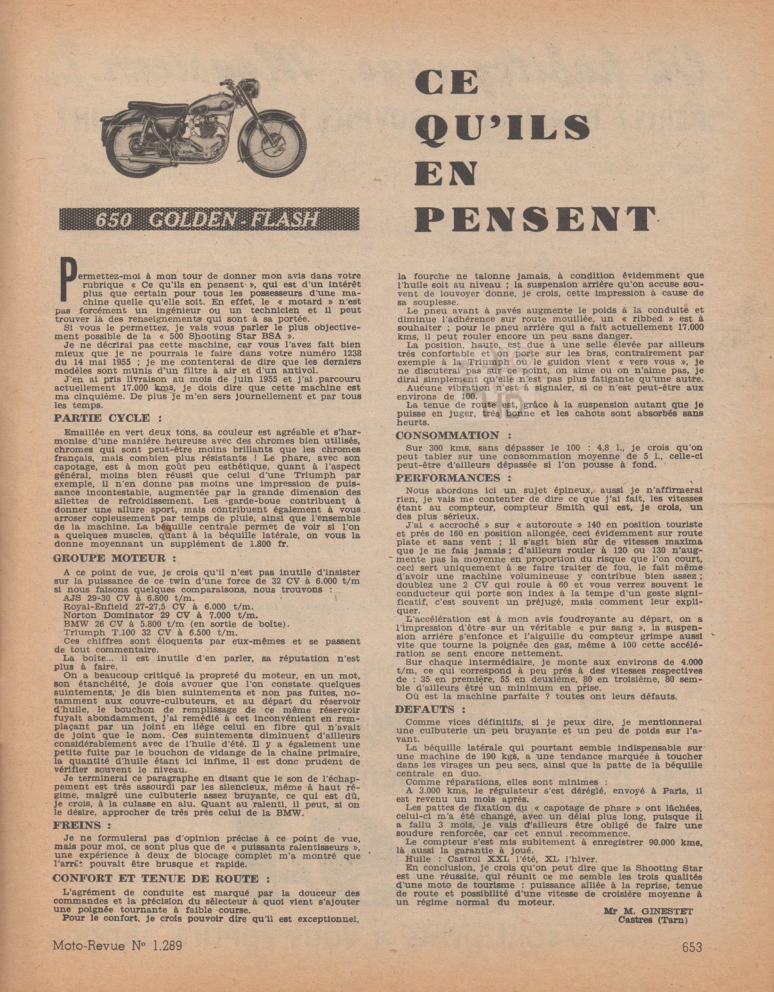 CE
QU'ILS
EN
PENSENT
650 GOLDEN-FLASH
Permettez-moi à mon tour de donner mon avis dans votre
rubrique « Ce qu'ils en pensent », qui est d'un intérêt
plus que certain pour tous les possesseurs d'une ma-
chine quelle qu'elle soit. En effet, le « motard » n'est
pas forcément un ingénieur ou un technicien et il peut
trouver là des renseignements qui sont à sa portée.
Si vous le permettez, je vais vous parler le plus objective-
ment possible de la « 500 Shooting Star BSA ».
Je ne décrirai pas cette machine, car vous l'avez fait bien
mieux que je ne pourrais le faire dans votre numéro 1238
du 14 mai 1955 ; je me contenterai de dire que les derniers
modèles sont munis d'un filtre à air et d'un antivol.
J'en ai pris livraison au mois de juin 1955 et j'ai parcouru
actuellement 17.000 kms, je dois dire que cette machine est
ma cinquième. De plus je m'en sers journellement et par tous
les temps.
PARTIE CYCLE :
Emaillée en vert deux tons, sa couleur est agréable et s'har-
monise d'une manière heureuse avec des chromes bien utilisés,
chromes qui sont peut-être moins brillants que les chromes
français, mais combien plus résistants ! Le phare, avec son
capotage, est à mon goût peu esthétique, quant à l'aspect
général, moins bien réussi que celui d'une Triumph par
exemple, il n'en donne pas moins une impression de puis-
sance incontestable, augmentée par la grande dimension des
ailettes de refroidissement. Les garde-boue contribuent à
donner une allure sport, mais contribuent également à vous
arroser copieusement par temps de pluie, ainsi que l'ensemble
de la machine. La béquille centrale permet de voir si l'on
a quelques muscles, quant à la béquille latérale, on vous la
donne moyennant un supplément de 1.800 fr.
GROUPE MOTEUR :
A ce point de vue, je crois qu'il n'est pas inutile d'insister
sur la puissance de ce twin d'une force de 32 CV à 6.000 t/m
si nous faisons quelques comparaisons, nous trouvons :
AJS 29-30 CV à 6.800 t/m.
Royal-Enfield 27-27,5 CV à 6.000 t/m.
Norton Dominator 29 CV à 7.000 t/m.
BMW 26 CV à 5.800 t/m (en sortie de boîte).
Triumph T.100 32 CV à 6.500 t/m.
Ces chiffres sont éloquents par eux-mêmes et se passent
de tout commentaire.
La boîte... il est inutile d'en parler, sa réputation n'est
plus à faire.
On a beaucoup critiqué la propreté du moteur, en un mot,
son étanchéité, je dois avouer que l'on constate quelques
suintements, je dis bien suintements et non pas fuites, no-
tamment aux couvre-culbuteurs, et au départ du réservoir
d'huile, le bouchon de remplissage de ce même réservoir
fuyait abondamment, j'ai remédié à cet inconvénient en rem-
plaçant par un joint en liège celui en fibre qui n'avait
de joint que le nom. Ces suintements diminuent d'ailleurs
considérablement avec de l'huile d'été. Il y a également une
petite fuite par le bouchon de vidange de la chaîne primaire,
la quantité d'huile étant ici infime, il est donc prudent de
vérifier souvent le niveau.
Je terminerai ce paragraphe en disant que le son de l'échap-
pement est très assourdi par les silencieux, même à haut ré-
gime, malgré une culbuterie assez bruyante, ce qui est dû,
je crois, à la culasse en alu. Quant au ralenti, il peut, si on
le désire, approcher de très près celui de la BMW.
FREINS :
Je ne formulerai pas d'opinion précise à ce point de vue,
mais pour moi, ce sont plus que de « puissants ralentisseurs »,
une expérience à deux de blocage complet m'a montré que
l'arrêt pouvait être brusque et rapide.
CONFORT ET TENUE DE ROUTE :
L'agrément de conduite est marqué par la douceur des
commandes et la précision du sélecteur à quoi vient s'ajouter
une poignée tournante à faible course.
Pour le confort, je crois pouvoir dire qu'il est exceptionnel,
la fourche ne talonne jamais, à condition évidemment que
l'huile soit au niveau ; la suspension arrière qu'on accuse sou-
vent de louvoyer donne, je crois, cette impression à cause de
sa souplesse.
Le pneu avant à pavés augmente le poids à la conduite et
diminue l'adhérence sur route mouillée, un « ribbed » est à
souhaiter ; pour le pneu arrière qui a fait actuellement 17.000
kms, il peut rouler encore un peu sans danger.
La position, haute, est due à une selle élevée par ailleurs
très confortable et on porte sur les bras, contrairement par
exemple à la Triumph où le guidon vient « vers vous », je
ne discuterai pas sur ce point, on aime ou on n'aime pas, je
dirai simplement qu'elle n'est pas plus fatigante qu'une autre.
Aucune vibration n'est à signaler, si ce n'est peut-être aux
environs de 100.
La tenue de route est, grâce à la suspension autant que je
puisse en juger, très bonne et les cahots sont absorbés sans
heurts.
CONSOMMATION :
Sur 300 kms, sans dépasser le 100 : 4,8 l., je crois qu'on
peut tabler sur une consommation moyenne de 5 l., celle-ci
peut-être d'ailleurs dépassée si l'on pousse à fond.
PERFORMANCES :
Nous abordons ici un sujet épineux, aussi je n'affirmerai
rien, je vais me contenter de dire ce que j'ai fait, les vitesses
étant au compteur, compteur Smith qui est, je crois, un
des plus sérieux.
J'ai « accroché » sur « autoroute » 140 en position touriste
et près de 160 en position allongée, ceci évidemment sur route
plate et sans vent ; il s'agit bien sûr de vitesses maxima
que je ne fais jamais ; d'ailleurs rouler à 120 ou 130 n'aug-
mente pas la moyenne en proportion du risque que l'on court,
ceci sert uniquement à se faire traiter de fou, le fait même
d'avoir une machine volumineuse y contribue bien assez ;
doublez une 2 CV qui roule à 60 et vous verrez souvent le
conducteur qui porte son index à la tempe d'un geste signi-
ficatif, c'est souvent un préjugé, mais comment leur expli-
quer.
L'accélération est à mon avis foudroyante au départ, on a
l'impression d'être sur un véritable « pur sang », la suspen-
sion arrière s'enfonce et l'aiguille du compteur grimpe aussi
vite que tourne la poignée des gaz, même à 100 cette accélé-
ration se sent encore nettement.
Sur chaque intermédiaire, je monte aux environs de 4.000
t/m, ce qui correspond à peu près à des vitesses respectives
de : 35 en première, 55 en deuxième, 80 en troisième, 80 sem-
ble d'ailleurs être un minimum en prise.
Où est la machine parfaite ? toutes ont leurs défauts.
DEFAUTS :
Comme vices définitifs, si je peux dire, je mentionnerai
une culbuterie un peu bruyante et un peu de poids sur l'a-
vant.
La béquille latérale qui pourtant semble indispensable sur
une machine de 190 kgs, a une tendance marquée à toucher
dans les virages un peu secs, ainsi que la patte de la béquille
centrale en duo.
Comme réparations, elles sont minimes :
A 3.000 kms, le régulateur s'est déréglé, envoyé à Paris, il
est revenu un mois après.
Les pattes de fixation du « capotage de phare » ont lâchées,
celui-ci m'a été changé, avec un délai plus long, puisque il
a fallu 3 mois, je vais d'ailleurs être obligé de faire une
soudure renforcée, car cet ennui recommence.
Le compteur s'est mis subitement à enregistrer 90.000 kms,
là aussi la garantie a joué.
Huile : Castrol XXL l'été, XL l'hiver.
En conclusion, je crois qu'on peut dire que la Shooting Star
est une réussite, qui réunit ce me semble les trois qualités
d'une moto de tourisme : puissance alliée à la reprise, tenue
de route et possibilité d'une vitesse de croisière moyenne à
un régime normal du moteur.
Mr M. GINESTET
Castres (Tarn)
Moto-Revue Nº 1.289
653